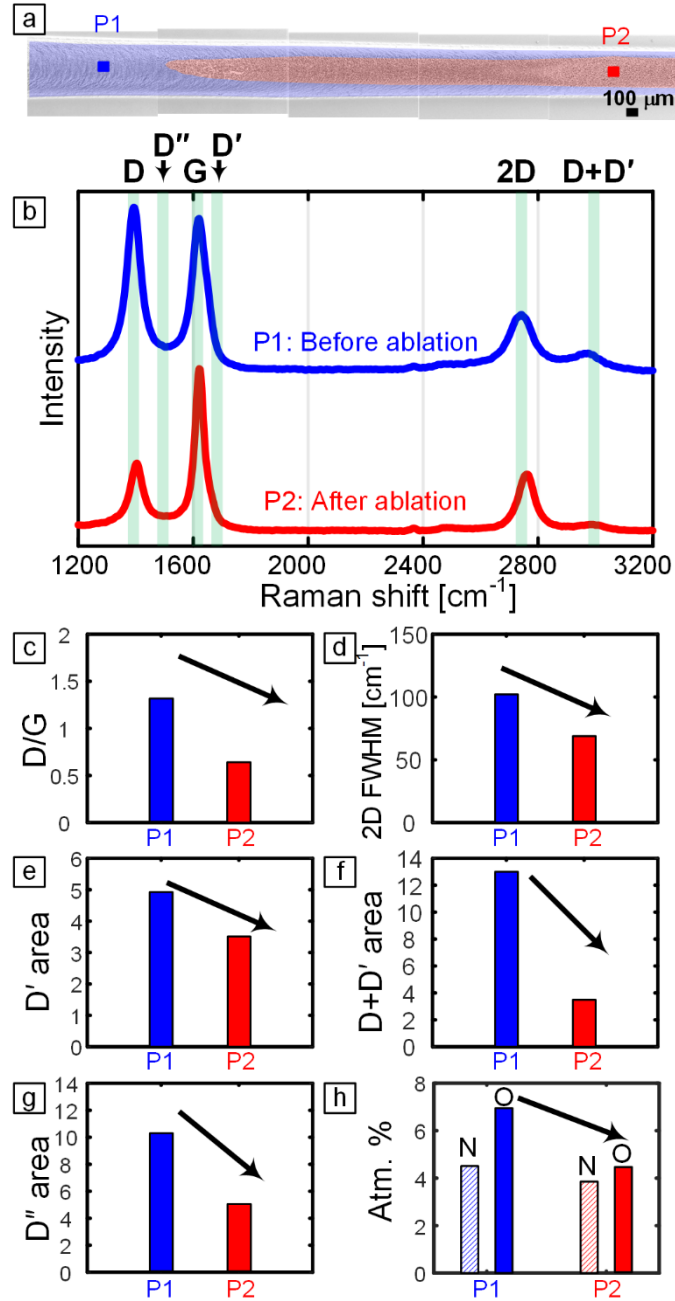 a
P1
P2
100 μm
D D″ G D′ 2D D+D′
b
Intensity
P1: Before ablation
P2: After ablation
1200 1600 2400 2800 3200
Raman shift [cm⁻¹]
c
D/G
2
1.5
1
0.5
0
P1 P2
d
2D FWHM [cm⁻¹]
150
100
50
0
P1 P2
e
D′ area
6
5
4
3
2
1
0
P1 P2
f
D+D′ area
14
12
10
8
6
4
2
0
P1 P2
g
D″ area
14
12
10
8
6
4
2
0
P1 P2
h
Atm. %
8
6
4
2
0
N O N O
P1 P2